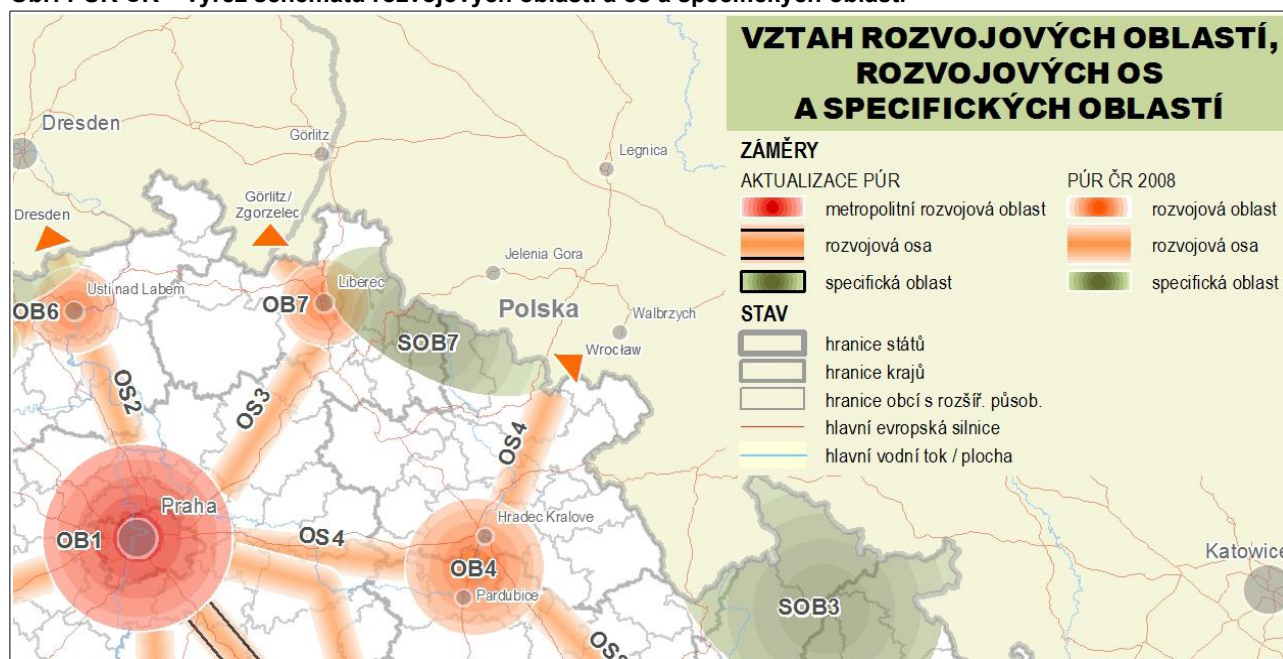 PÚR ČR – Výřez schématu rozvojových oblastí a os a specifických oblastí
VZTAH ROZVOJOVÝCH OBLASTÍ,
ROZVOJOVÝCH OS
A SPECIFICKÝCH OBLASTÍ
ZÁMĚRY
AKTUALIZACE PÚR
metropolitní rozvojová oblast
rozvojová osa
specifická oblast
PÚR ČR 2008
rozvojová oblast
rozvojová osa
specifická oblast
STAV
hranice států
hranice krajů
hranice obcí s rozšíř. působ.
hlavní evropská silnice
hlavní vodní tok / plocha
Dresden
Görlitz
Legnica
Görlitz/
Zgorzelec
Dresden
Jelenia Gora
Usti nad Labem
Liberec
OB6
OB7
Polska
Walbrzych
SOB7
Wrocław
OS2
OS3
OS4
Praha
OB1
OS4
Hradec Kralove
OB4
Pardubice
SOB3
Katowice